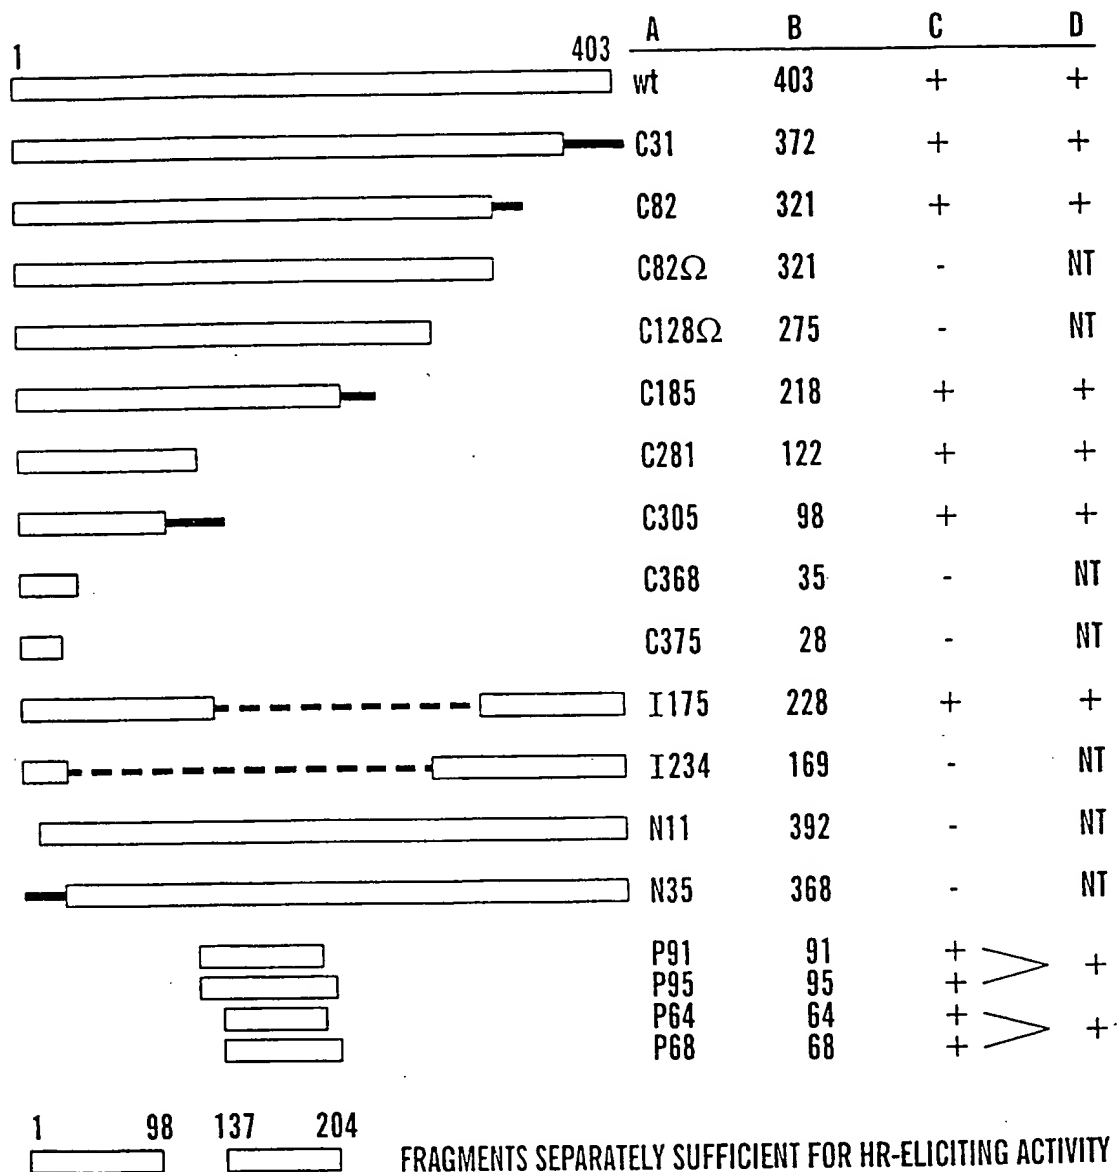 A B C D
1 403
wt 403 + +
C31 372 + +
C82 321 + +
C82Ω 321 - NT
C128Ω 275 - NT
C185 218 + +
C281 122 + +
C305 98 + +
C368 35 - NT
C375 28 - NT
I175 228 + +
I234 169 - NT
N11 392 - NT
N35 368 - NT
P91 91 +
+
P95 95 +
P64 64 +
+
P68 68 +
1 98 137 204
FRAGMENTS SEPARATELY SUFFICIENT FOR HR-ELICITING ACTIVITY